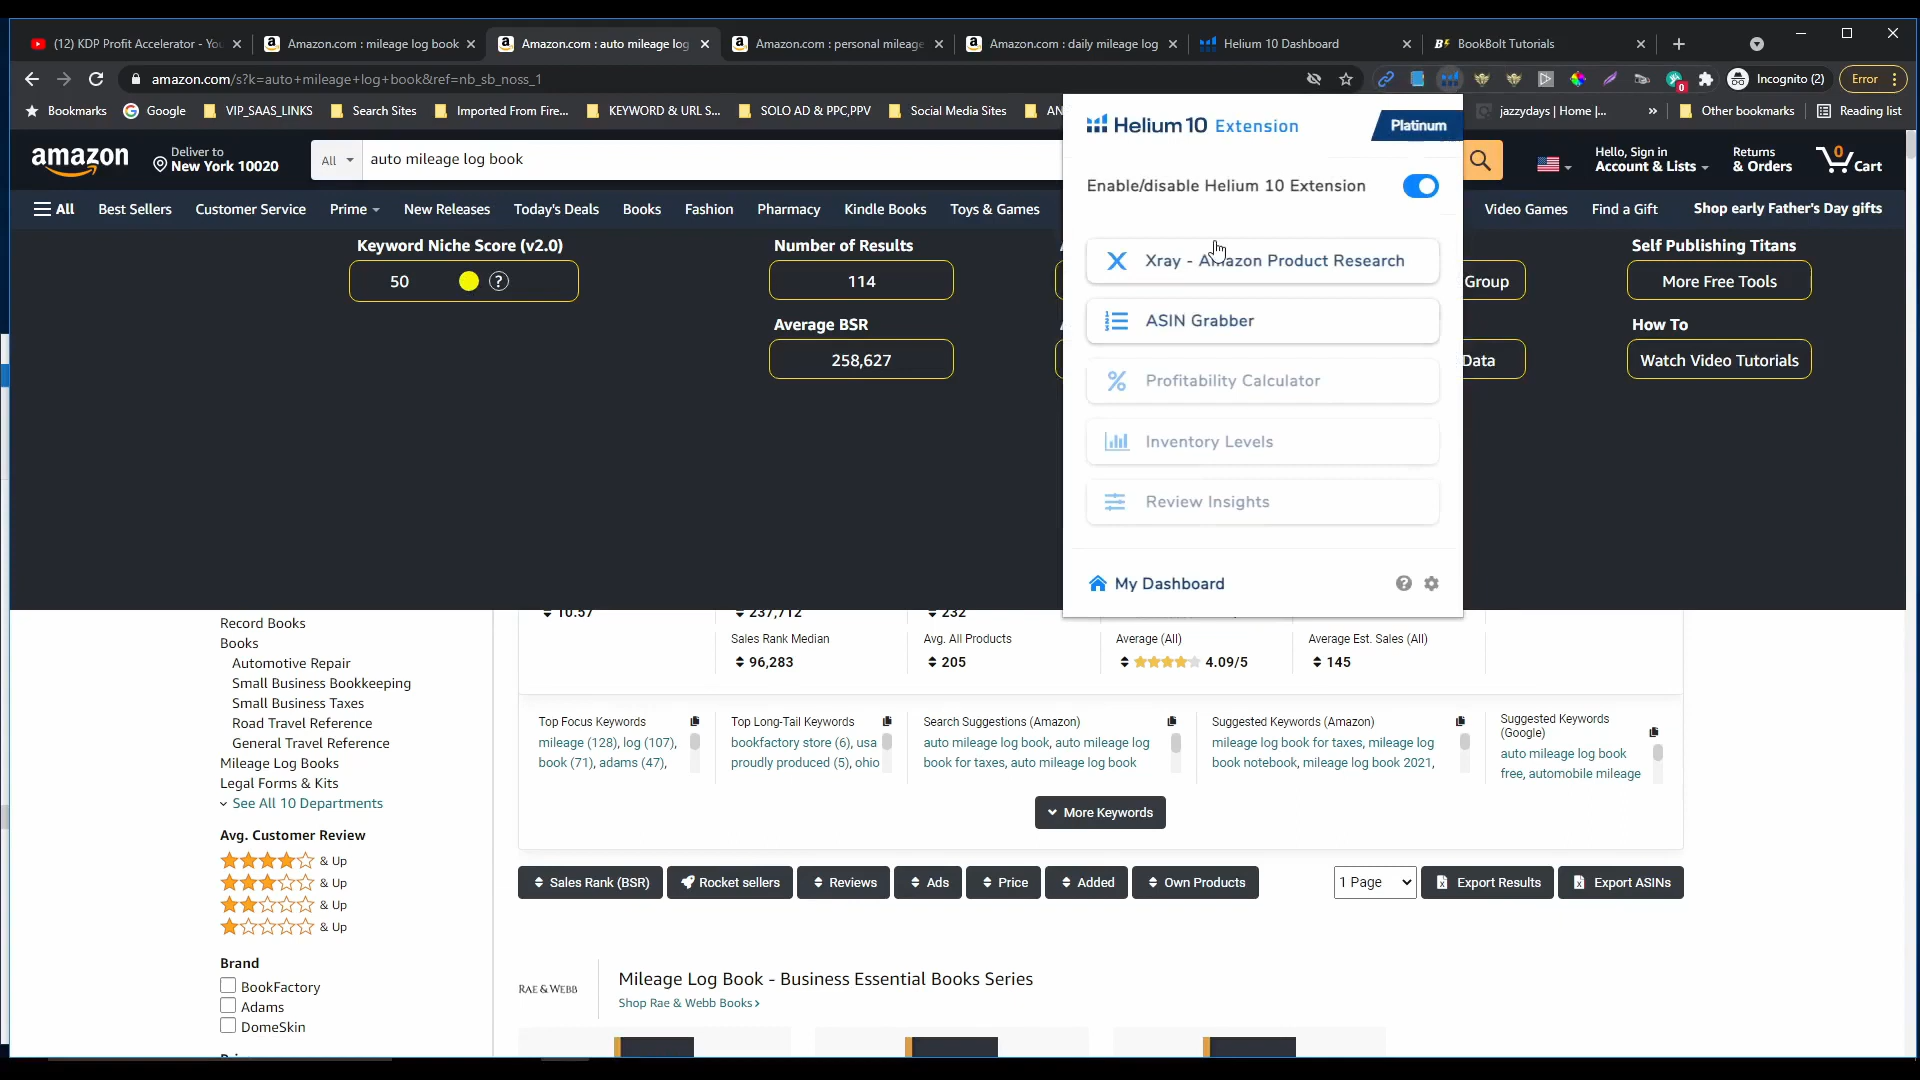 (12) KDP Profit Accelerator - You
Amazon.com : mileage log book
Amazon.com : auto mileage log
Amazon.com : personal mileage
Amazon.com : daily mileage log
Helium 10 Dashboard
BookBolt Tutorials
amazon.com/s?k=auto+mileage+log+book&ref=nb_sb_noss_1
0
Incognito (2)
Error
Bookmarks
Google
VIP_SAAS_LINKS
Search Sites
Imported From Fire...
KEYWORD & URL S...
SOLO AD & PPC,PPV
Social Media Sites
AN
jazzydays | Home |...
»
Other bookmarks
Reading list
Helium 10 Extension
Platinum
amazon
Deliver to
New York 10020
All
auto mileage log book
Hello, Sign in
Account & Lists
Returns
& Orders
0
Cart
Enable/disable Helium 10 Extension
All
Best Sellers
Customer Service
Prime
New Releases
Today's Deals
Books
Fashion
Pharmacy
Kindle Books
Toys & Games
Video Games
Find a Gift
Shop early Father's Day gifts
Keyword Niche Score (v2.0)
50
?
Number of Results
114
Average BSR
258,627
Group
Data
Self Publishing Titans
More Free Tools
How To
Watch Video Tutorials
Xray - Amazon Product Research
ASIN Grabber
Profitability Calculator
Inventory Levels
Review Insights
My Dashboard
?
10.57
237,712
232
Sales Rank Median
96,283
Avg. All Products
205
Average (All)
4.09/5
Average Est. Sales (All)
145
Record Books
Books
Automotive Repair
Small Business Bookkeeping
Small Business Taxes
Road Travel Reference
General Travel Reference
Mileage Log Books
Legal Forms & Kits
See All 10 Departments
Avg. Customer Review
& Up
& Up
& Up
& Up
Brand
BookFactory
Adams
DomeSkin
Top Focus Keywords
mileage (128), log (107),
book (71), adams (47),
Top Long-Tail Keywords
bookfactory store (6), usa
proudly produced (5), ohio
Search Suggestions (Amazon)
auto mileage log book, auto mileage log
book for taxes, auto mileage log book
Suggested Keywords (Amazon)
mileage log book for taxes, mileage log
book notebook, mileage log book 2021,
Suggested Keywords
(Google)
auto mileage log book
free, automobile mileage
More Keywords
Sales Rank (BSR)
Rocket sellers
Reviews
Ads
Price
Added
Own Products
1 Page
Export Results
Export ASINs
RAE & WEBB
Mileage Log Book - Business Essential Books Series
Shop Rae & Webb Books ›